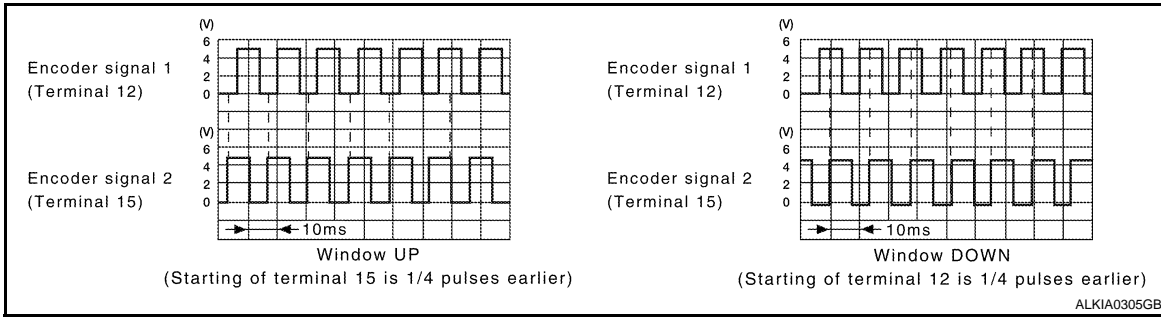 (V)
6
4
2
0
Encoder signal 1
(Terminal 12)
(V)
6
4
2
0
Encoder signal 2
(Terminal 15)
10ms
Window UP
(Starting of terminal 15 is 1/4 pulses earlier)
(V)
6
4
2
0
Encoder signal 1
(Terminal 12)
(V)
6
4
2
0
Encoder signal 2
(Terminal 15)
10ms
Window DOWN
(Starting of terminal 12 is 1/4 pulses earlier)
ALKIA0305GB